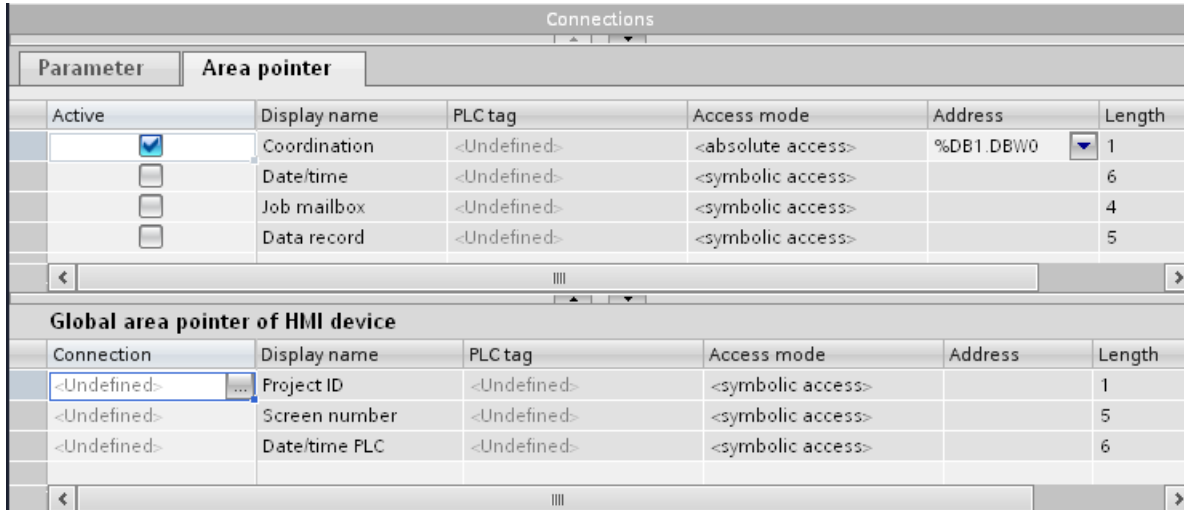 Connections
Parameter Area pointer
Active Display name PLC tag Access mode Address Length
Coordination <Undefined> <absolute access> %DB1.DBW0 1
Date/time <Undefined> <symbolic access> 6
Job mailbox <Undefined> <symbolic access> 4
Data record <Undefined> <symbolic access> 5
Global area pointer of HMI device
Connection Display name PLC tag Access mode Address Length
<Undefined> ... Project ID <Undefined> <symbolic access> 1
<Undefined> Screen number <Undefined> <symbolic access> 5
<Undefined> Date/time PLC <Undefined> <symbolic access> 6